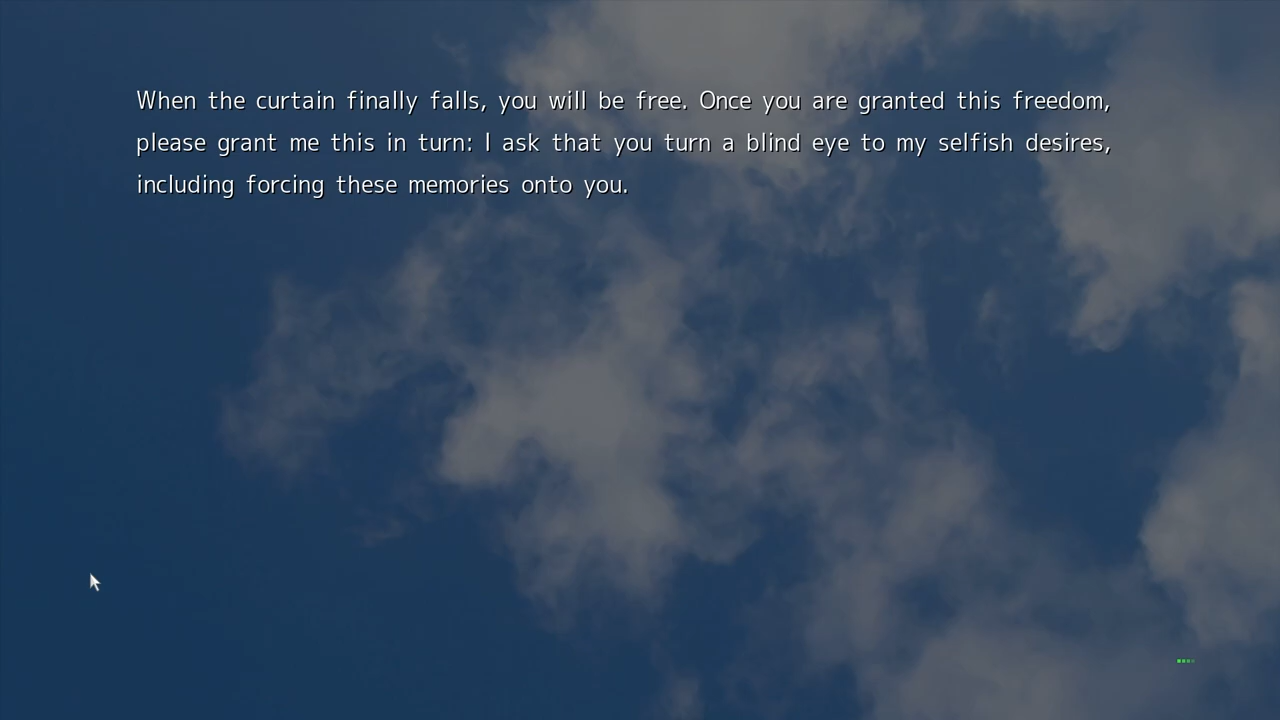 When the curtain finally falls, you will be free. Once you are granted this freedom,
please grant me this in turn: I ask that you turn a blind eye to my selfish desires,
including forcing these memories onto you.